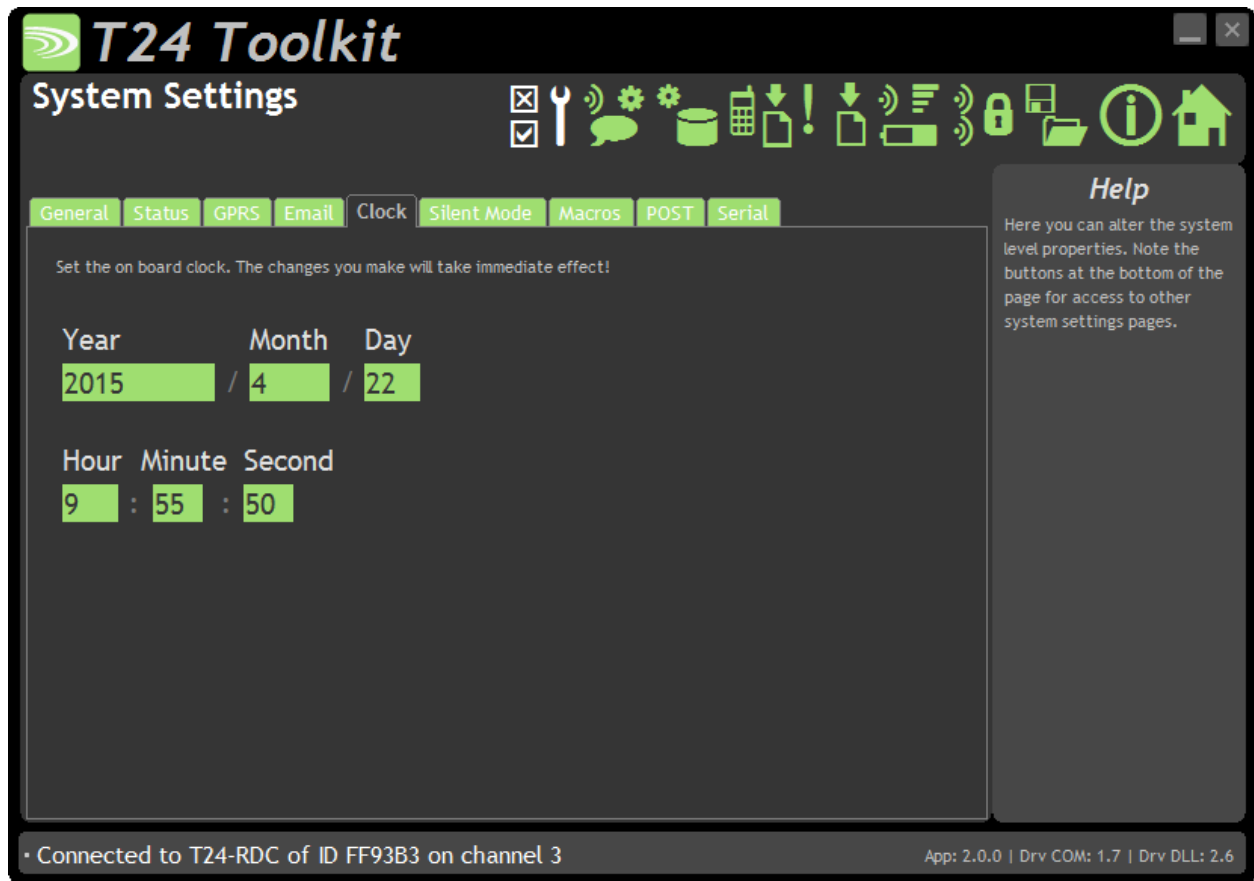 T24 Toolkit
System Settings
General Status GPRS Email Clock Silent Mode Macros POST Serial
Set the on board clock. The changes you make will take immediate effect!
Year Month Day
2015 / 4 / 22
Hour Minute Second
9 : 55 : 50
Help
Here you can alter the system
level properties. Note the
buttons at the bottom of the
page for access to other
system settings pages.
Connected to T24-RDC of ID FF93B3 on channel 3
App: 2.0.0 | Drv COM: 1.7 | Drv DLL: 2.6